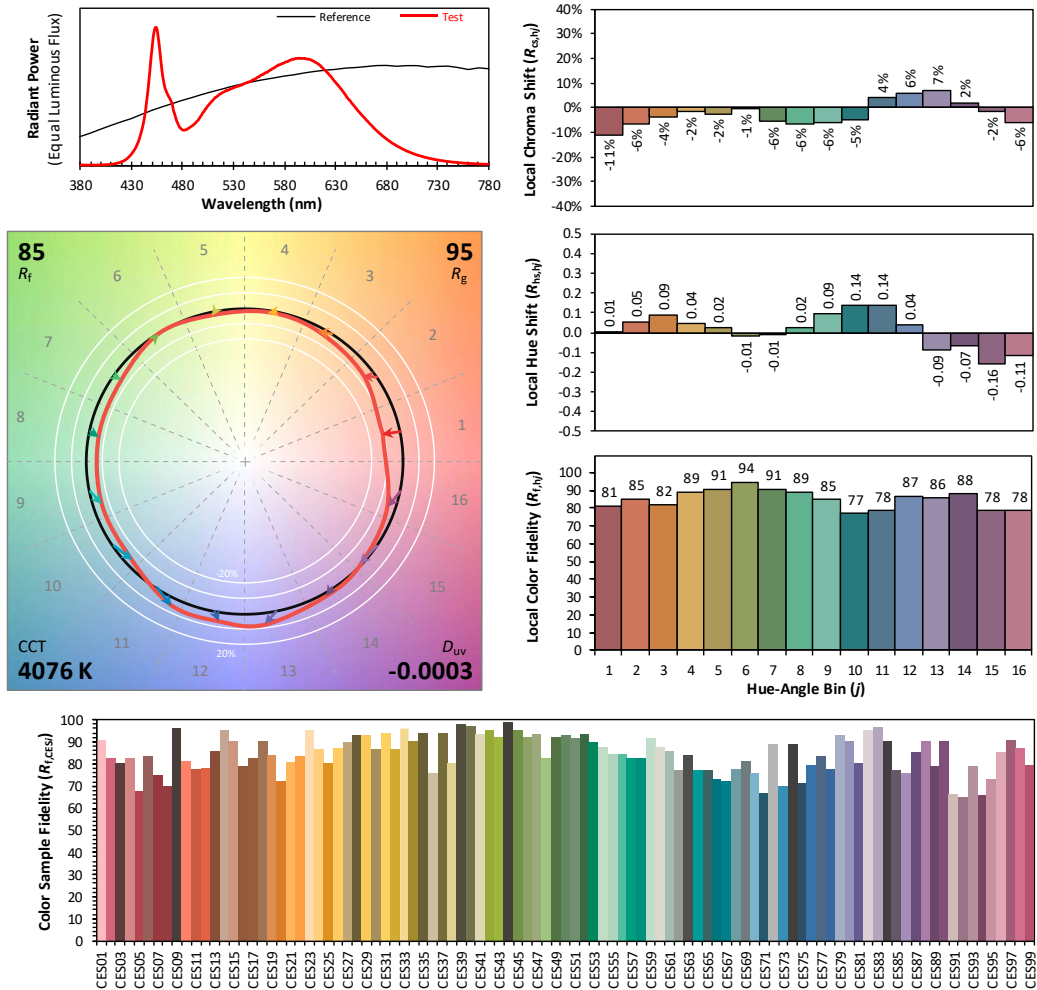 Reference
Test
Radiant Power
(Equal Luminous Flux)
380 430 480 530 580 630 680 730 780
Wavelength (nm)
Local Chroma Shift (Rcs,hj)
40%
30%
20%
10%
0%
-10%
-20%
-30%
-40%
-11% -6% -4% -2% -2% -1% -6% -6% -6% -5% 4% 6% 7% 2% -2% -6%
85
Rf
95
Rg
5 4
6 3
7 2
8 1
9 16
10 15
11 14
12 13
-20%
20%
CCT
4076 K
Duv
-0.0003
Local Hue Shift (Rhs,hj)
0.5
0.4
0.3
0.2
0.1
0.0
-0.1
-0.2
-0.3
-0.4
-0.5
0.01 0.05 0.09 0.04 0.02 -0.01 -0.01 0.02 0.09 0.14 0.14 0.04 -0.09 -0.07 -0.16 -0.11
Local Color Fidelity (Rf,hj)
100
90
80
70
60
50
40
30
20
10
0
81 85 82 89 91 94 91 89 85 77 78 87 86 88 78 78
1 2 3 4 5 6 7 8 9 10 11 12 13 14 15 16
Hue-Angle Bin (j)
Color Sample Fidelity (Rf,CESi)
100
90
80
70
60
50
40
30
20
10
0
CES01 CES03 CES05 CES07 CES09 CES11 CES13 CES15 CES17 CES19 CES21 CES23 CES25 CES27 CES29 CES31 CES33 CES35 CES37 CES39 CES41 CES43 CES45 CES47 CES49 CES51 CES53 CES55 CES57 CES59 CES61 CES63 CES65 CES67 CES69 CES71 CES73 CES75 CES77 CES79 CES81 CES83 CES85 CES87 CES89 CES91 CES93 CES95 CES97 CES99